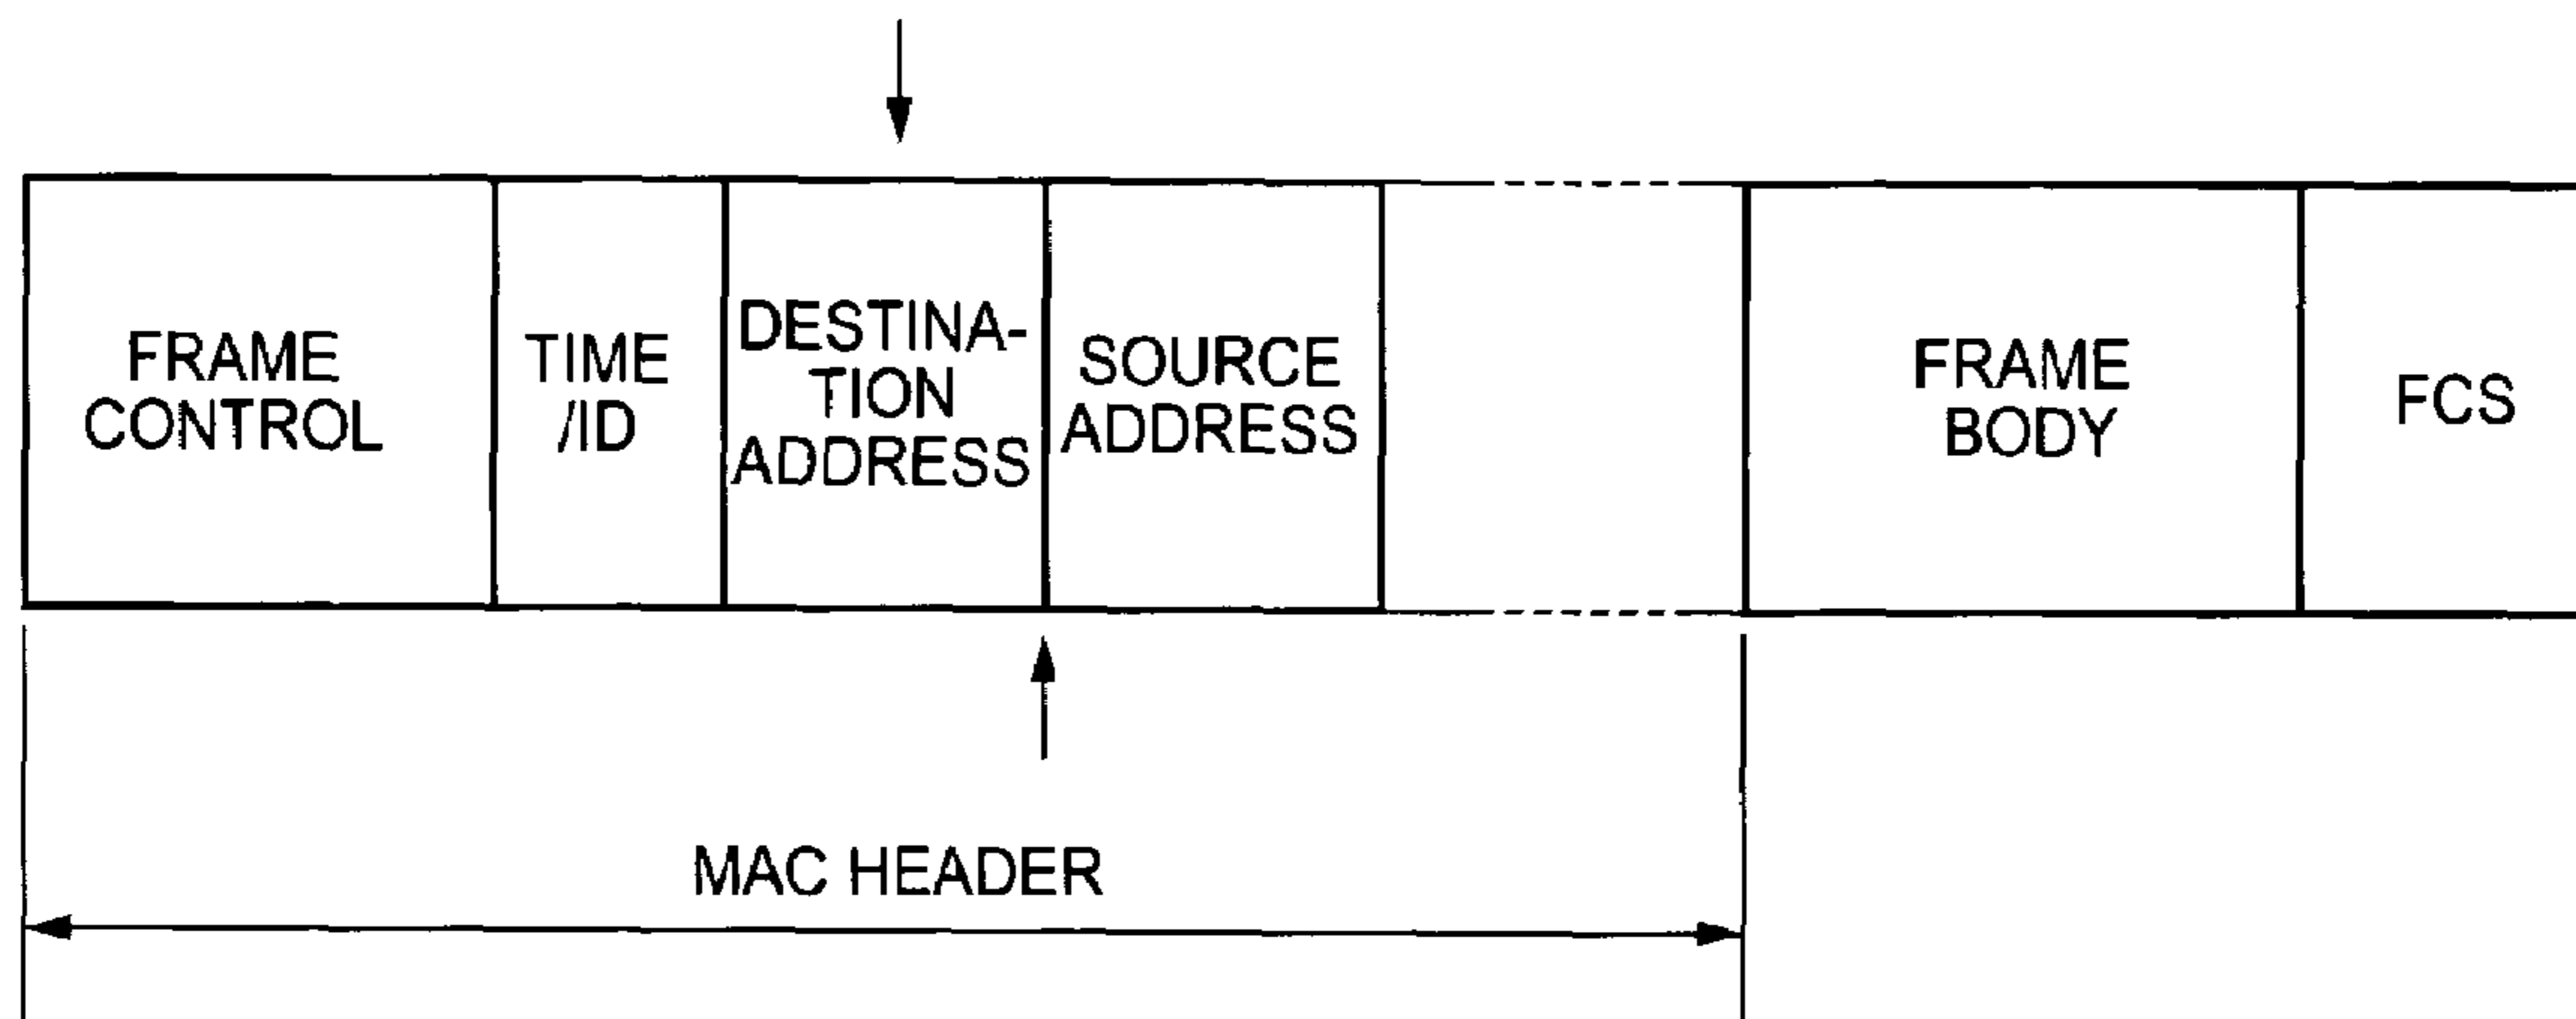 FRAME
CONTROL
TIME
/ID
DESTINA-
TION
ADDRESS
SOURCE
ADDRESS
FRAME
BODY
FCS
MAC HEADER